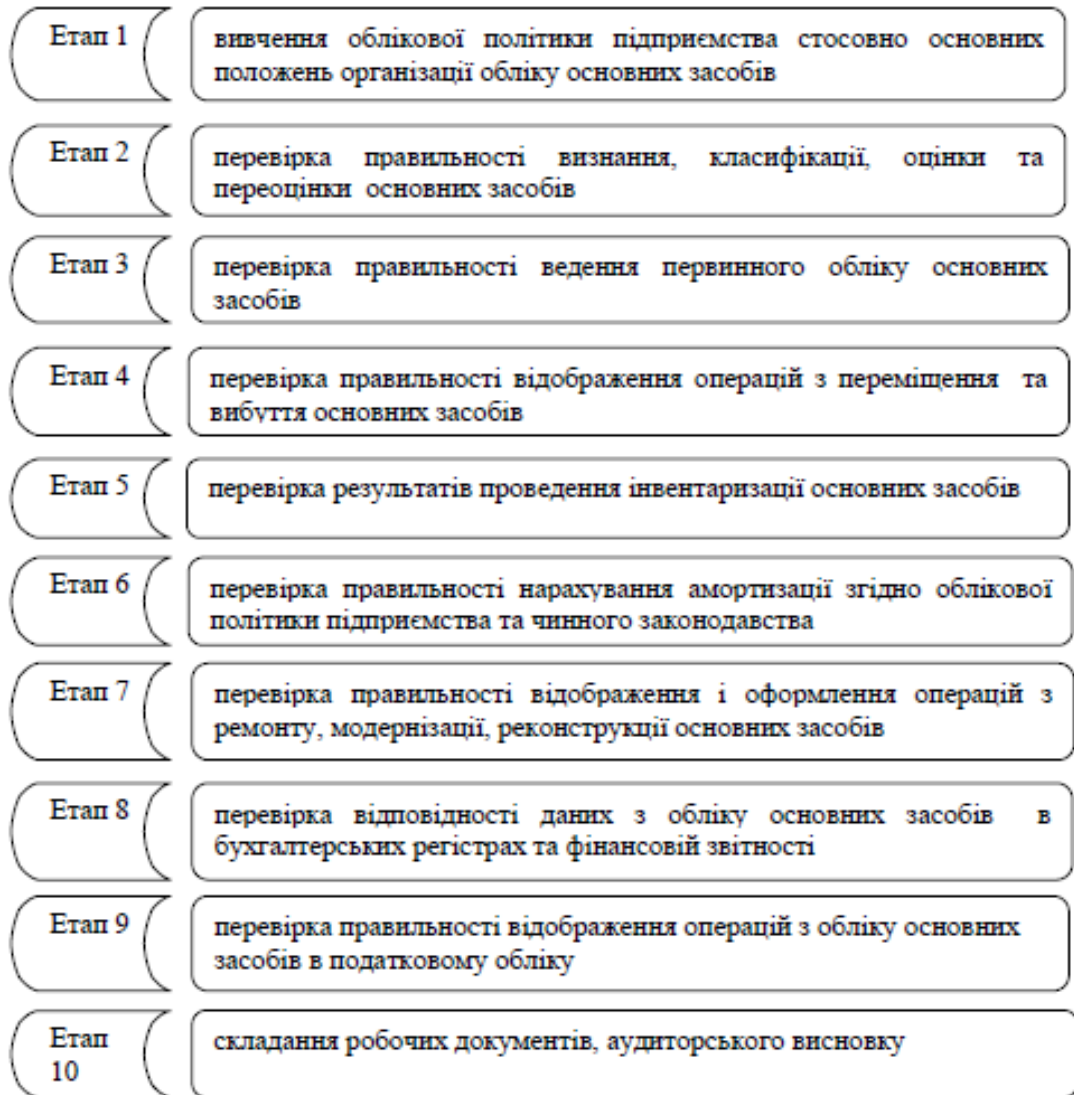 Етап 1
вивчення облікової політики підприємства стосовно основних
положень організації обліку основних засобів
Етап 2
перевірка правильності визнання, класифікації, оцінки та
переоцінки основних засобів
Етап 3
перевірка правильності ведення первинного обліку основних
засобів
Етап 4
перевірка правильності відображення операцій з переміщення та
вибуття основних засобів
Етап 5
перевірка результатів проведення інвентаризації основних засобів
Етап 6
перевірка правильності нарахування амортизації згідно облікової
політики підприємства та чинного законодавства
Етап 7
перевірка правильності відображення і оформлення операцій з
ремонту, модернізації, реконструкції основних засобів
Етап 8
перевірка відповідності даних з обліку основних засобів в
бухгалтерських регістрах та фінансовій звітності
Етап 9
перевірка правильності відображення операцій з обліку основних
засобів в податковому обліку
Етап
10
складання робочих документів, аудиторського висновку